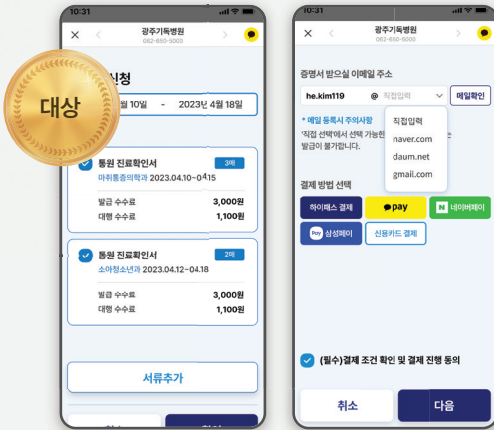 10:31
광주기독병원
062-650-5000
신청
대상
월 10일 - 2023년 4월 18일
통원 진료확인서 3매
마취통증의학과 2023.04.10~04.15
발급 수수료 3,000원
대행 수수료 1,100원
통원 진료확인서 2매
소아청소년과 2023.04.12~04.18
발급 수수료 3,000원
대행 수수료 1,100원
서류추가
10:31
광주기독병원
062-650-5000
증명서 받으실 이메일 주소
he.kim119 @ 직접입력 메일확인
직접입력
naver.com
daum.net
gmail.com
* 메일 등록시 주의사항
'직접 선택'에서 선택 가능한 는
발급이 불가합니다.
결제 방법 선택
하이패스 결제 pay N 네이버페이
Pay 삼성페이 신용카드 결제
(필수)결제 조건 확인 및 결제 진행 동의
취소 다음